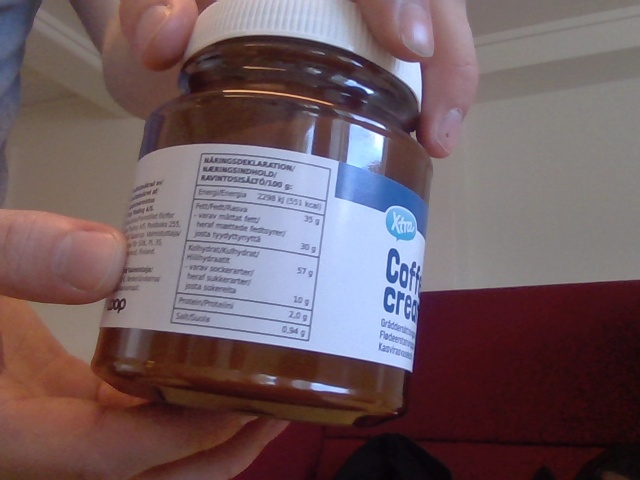 NÄRINGSDEKLARATION/
NÆRINGSINDHOLD/
RAVINTOSISÄLTÖ/100 g:
Energi/Energia 2298 kJ (551 kcal)
Fett/Fedt/Rasva 35 g
- varav mättat fett/
heraf mættede fedtsyrer/
josta tyydyttynyttä 30 g
Kolhydrat/Kulhydrat/
Hiilihydraatit 57 g
- varav sockerarter/
heraf sukkerarter/
josta sokereita 10 g
Protein/Proteiini 2,0 g
Salt/Suola 0,94 g
Xtra
Coff
crea